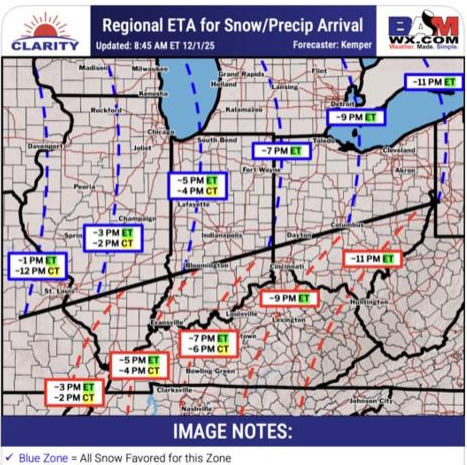 CLARITY
Regional ETA for Snow/Precip Arrival
Updated: 8:45 AM ET 12/1/25
Forecaster: Kemper
BAM
WX.COM
Weather. Made. Simple.
Madison
Milwaukee
Grand Rapids
Flint
Holland
Lansing
~11 PM ET
Kenosha
Rockford
Kalamazoo
Detroit
~9 PM ET
Chicago
Davenport
Joliet
South Bend
Toledo
Cleveland
~7 PM ET
Fort Wayne
Akron
Peoria
~5 PM ET
~4 PM CT
Lafayette
Champaign
~3 PM ET
~2 PM CT
Indianapolis
Dayton
Columbus
~1 PM ET
~12 PM CT
Bloomington
Cincinnati
~11 PM ET
St. Louis
~9 PM ET
Huntington
Evansville
Louisville
Lexington
~7 PM ET
~6 PM CT
town
~5 PM ET
~4 PM CT
Bowling Green
~3 PM ET
~2 PM CT
Clarksville
Nashville
Johnson City
IMAGE NOTES:
✓ Blue Zone = All Snow Favored for this Zone